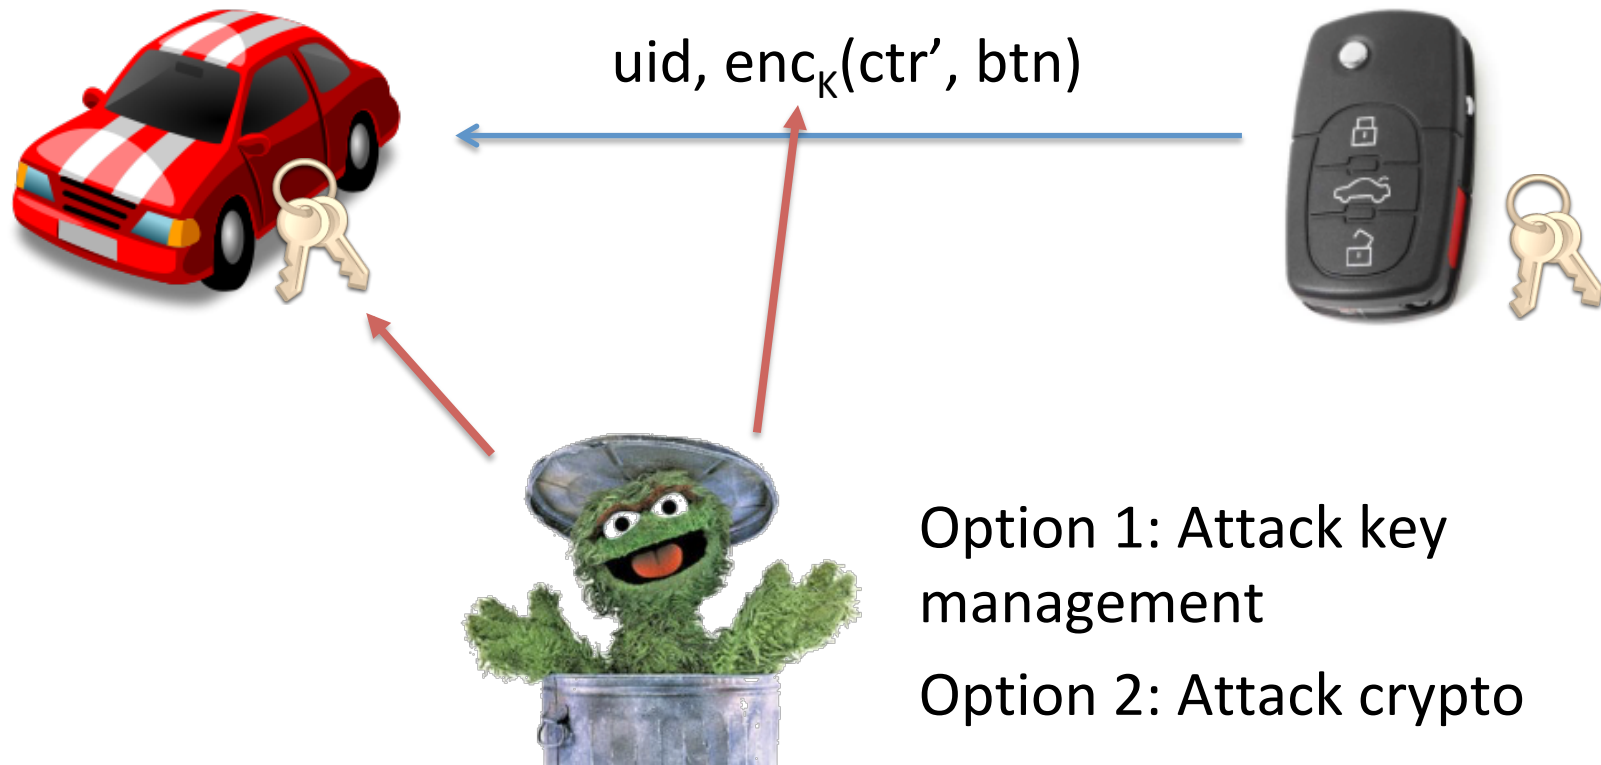 uid, encK(ctr’, btn)
Option 1: Attack key
management
Option 2: Attack crypto